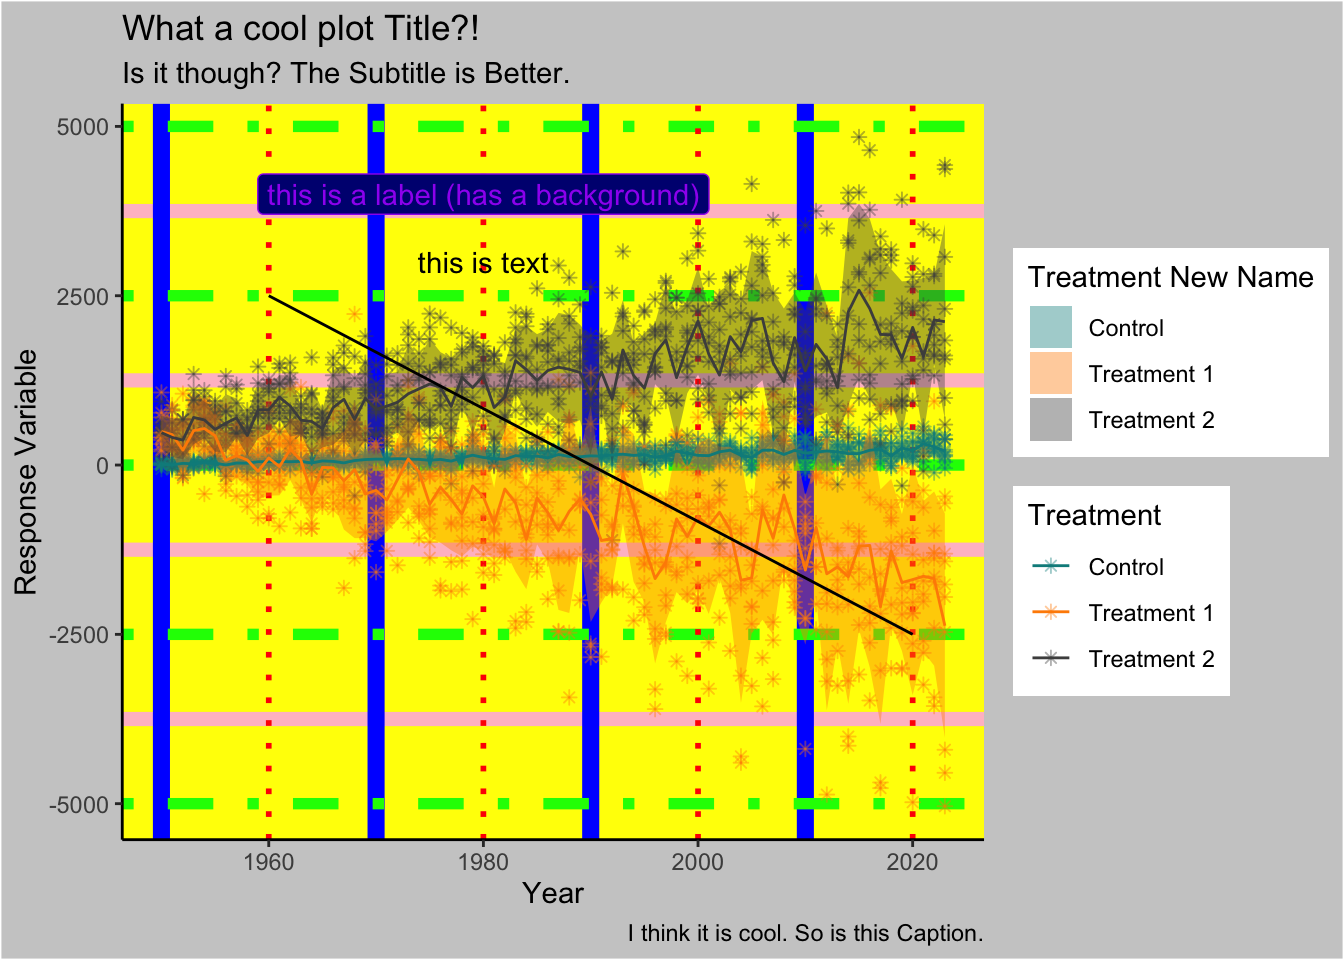 What a cool plot Title?!
Is it though? The Subtitle is Better.
Response Variable
5000
2500
0
-2500
-5000
this is a label (has a background)
this is text
1960 1980 2000 2020
Year
I think it is cool. So is this Caption.
Treatment New Name
Control
Treatment 1
Treatment 2
Treatment
Control
Treatment 1
Treatment 2